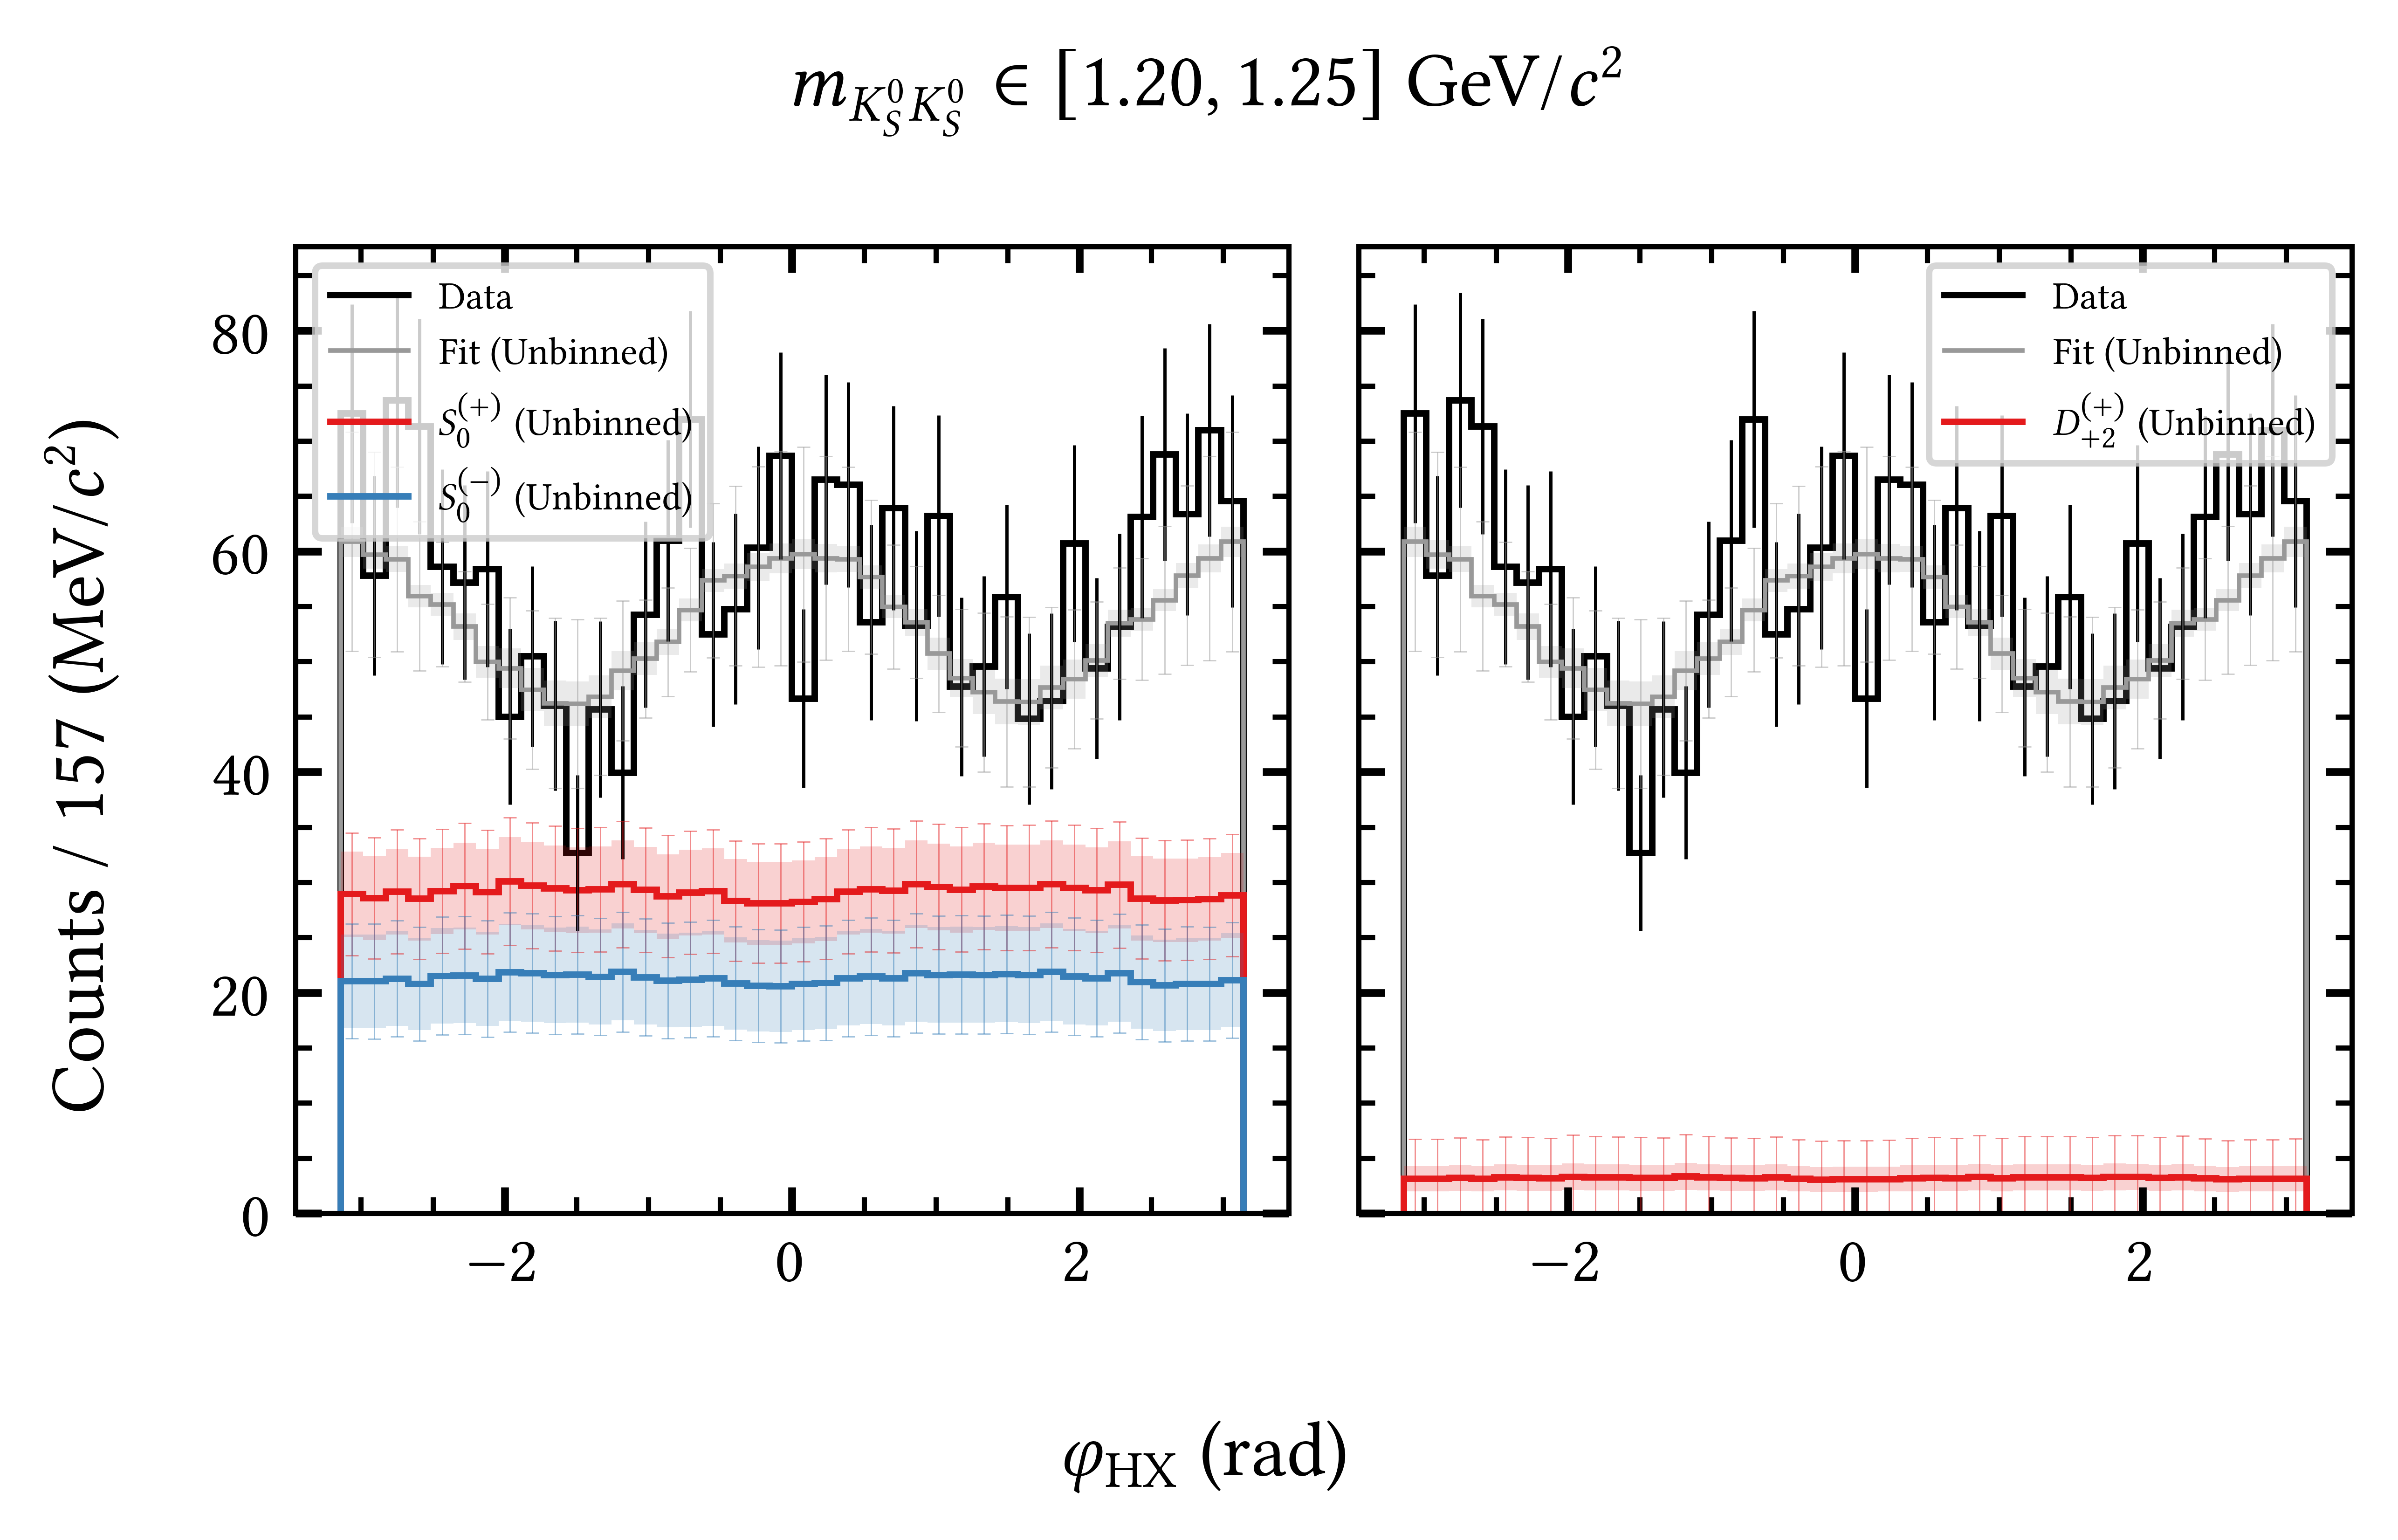 m_{K_S^0 K_S^0} ∈ [1.20, 1.25] GeV/c²
Counts / 157 (MeV/c²)
80
60
40
20
0
Data
Fit (Unbinned)
S_0^{(+)} (Unbinned)
S_0^{(−)} (Unbinned)
−2
0
2
Data
Fit (Unbinned)
D_{+2}^{(+)} (Unbinned)
−2
0
2
φ_{HX} (rad)